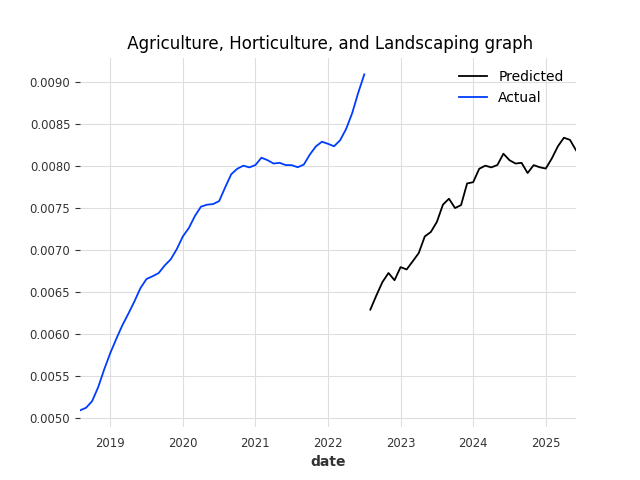 Agriculture, Horticulture, and Landscaping graph
Predicted
Actual
0.0090
0.0085
0.0080
0.0075
0.0070
0.0065
0.0060
0.0055
0.0050
2019 2020 2021 2022 2023 2024 2025
date